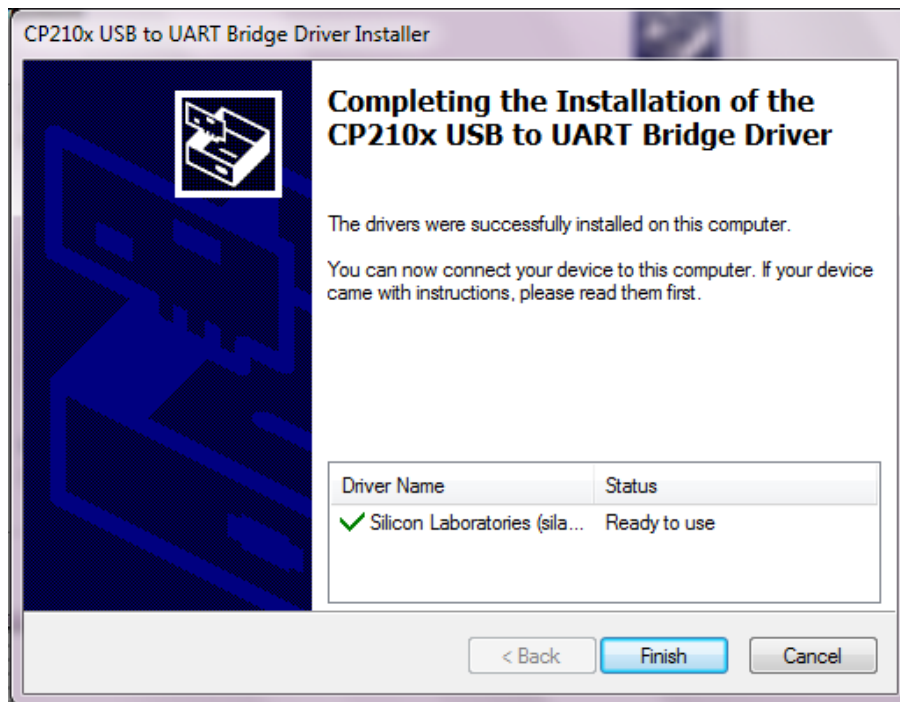 CP210x USB to UART Bridge Driver Installer
Completing the Installation of the
CP210x USB to UART Bridge Driver
The drivers were successfully installed on this computer.
You can now connect your device to this computer. If your device
came with instructions, please read them first.
Driver Name Status
Silicon Laboratories (sila... Ready to use
< Back Finish Cancel